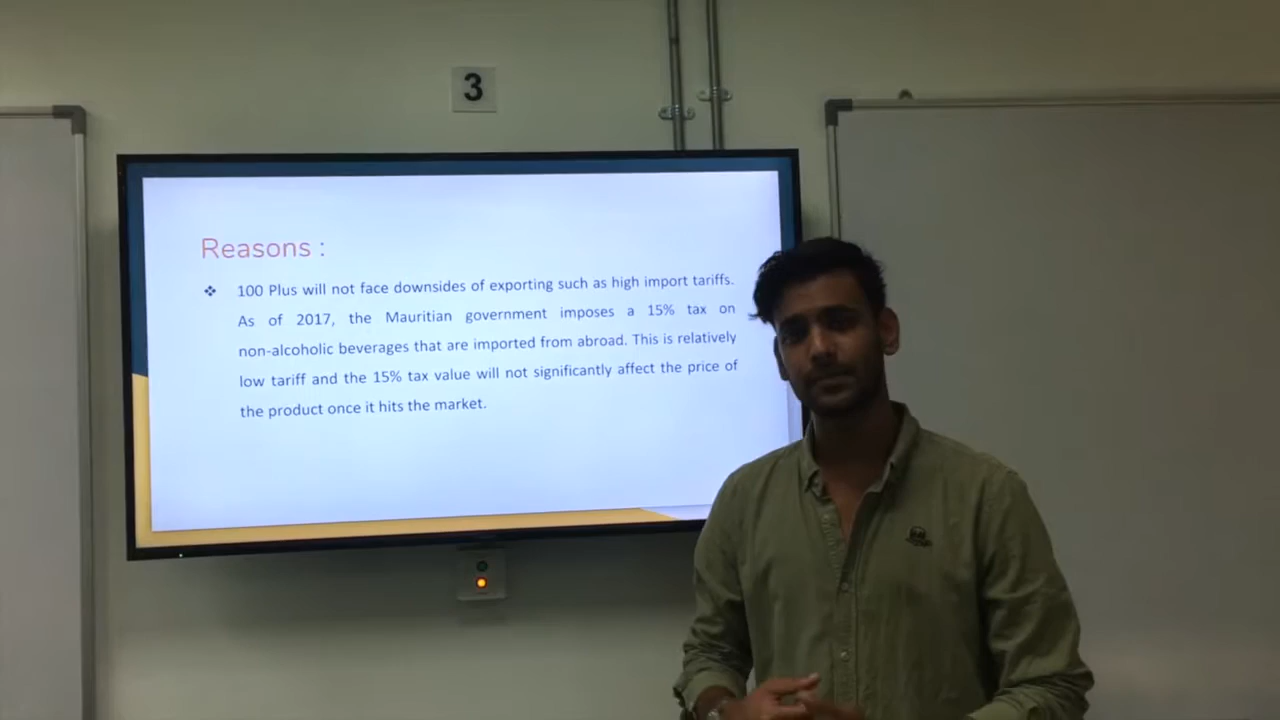 3
Reasons :
❖ 100 Plus will not face downsides of exporting such as high import tariffs.
As of 2017, the Mauritian government imposes a 15% tax on
non-alcoholic beverages that are imported from abroad. This is relatively
low tariff and the 15% tax value will not significantly affect the price of
the product once it hits the market.